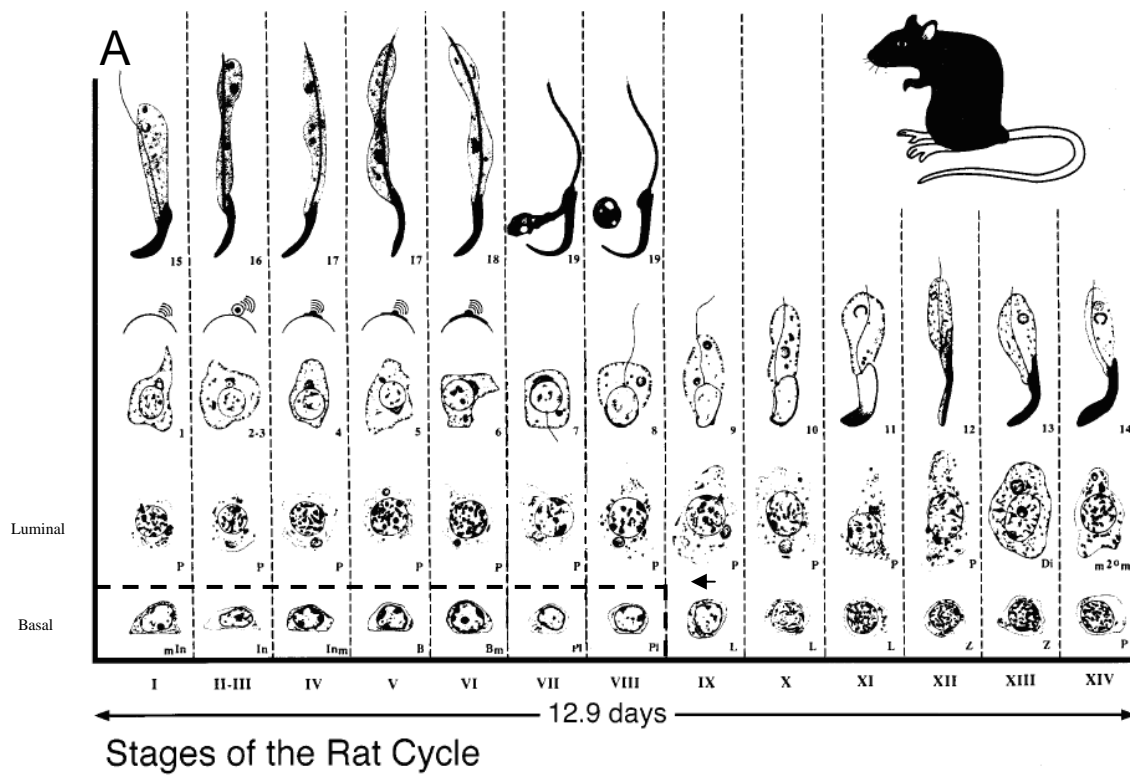 A
15 16 17 17 18 19 19
1 2-3 4 5 6 7 8 9 10 11 12 13 14
Luminal P P P P P P P P P P P Di m2°m
Basal mIn In Inm B Bm Pl Pl L L L Z Z P
I II-III IV V VI VII VIII IX X XI XII XIII XIV
12.9 days
Stages of the Rat Cycle